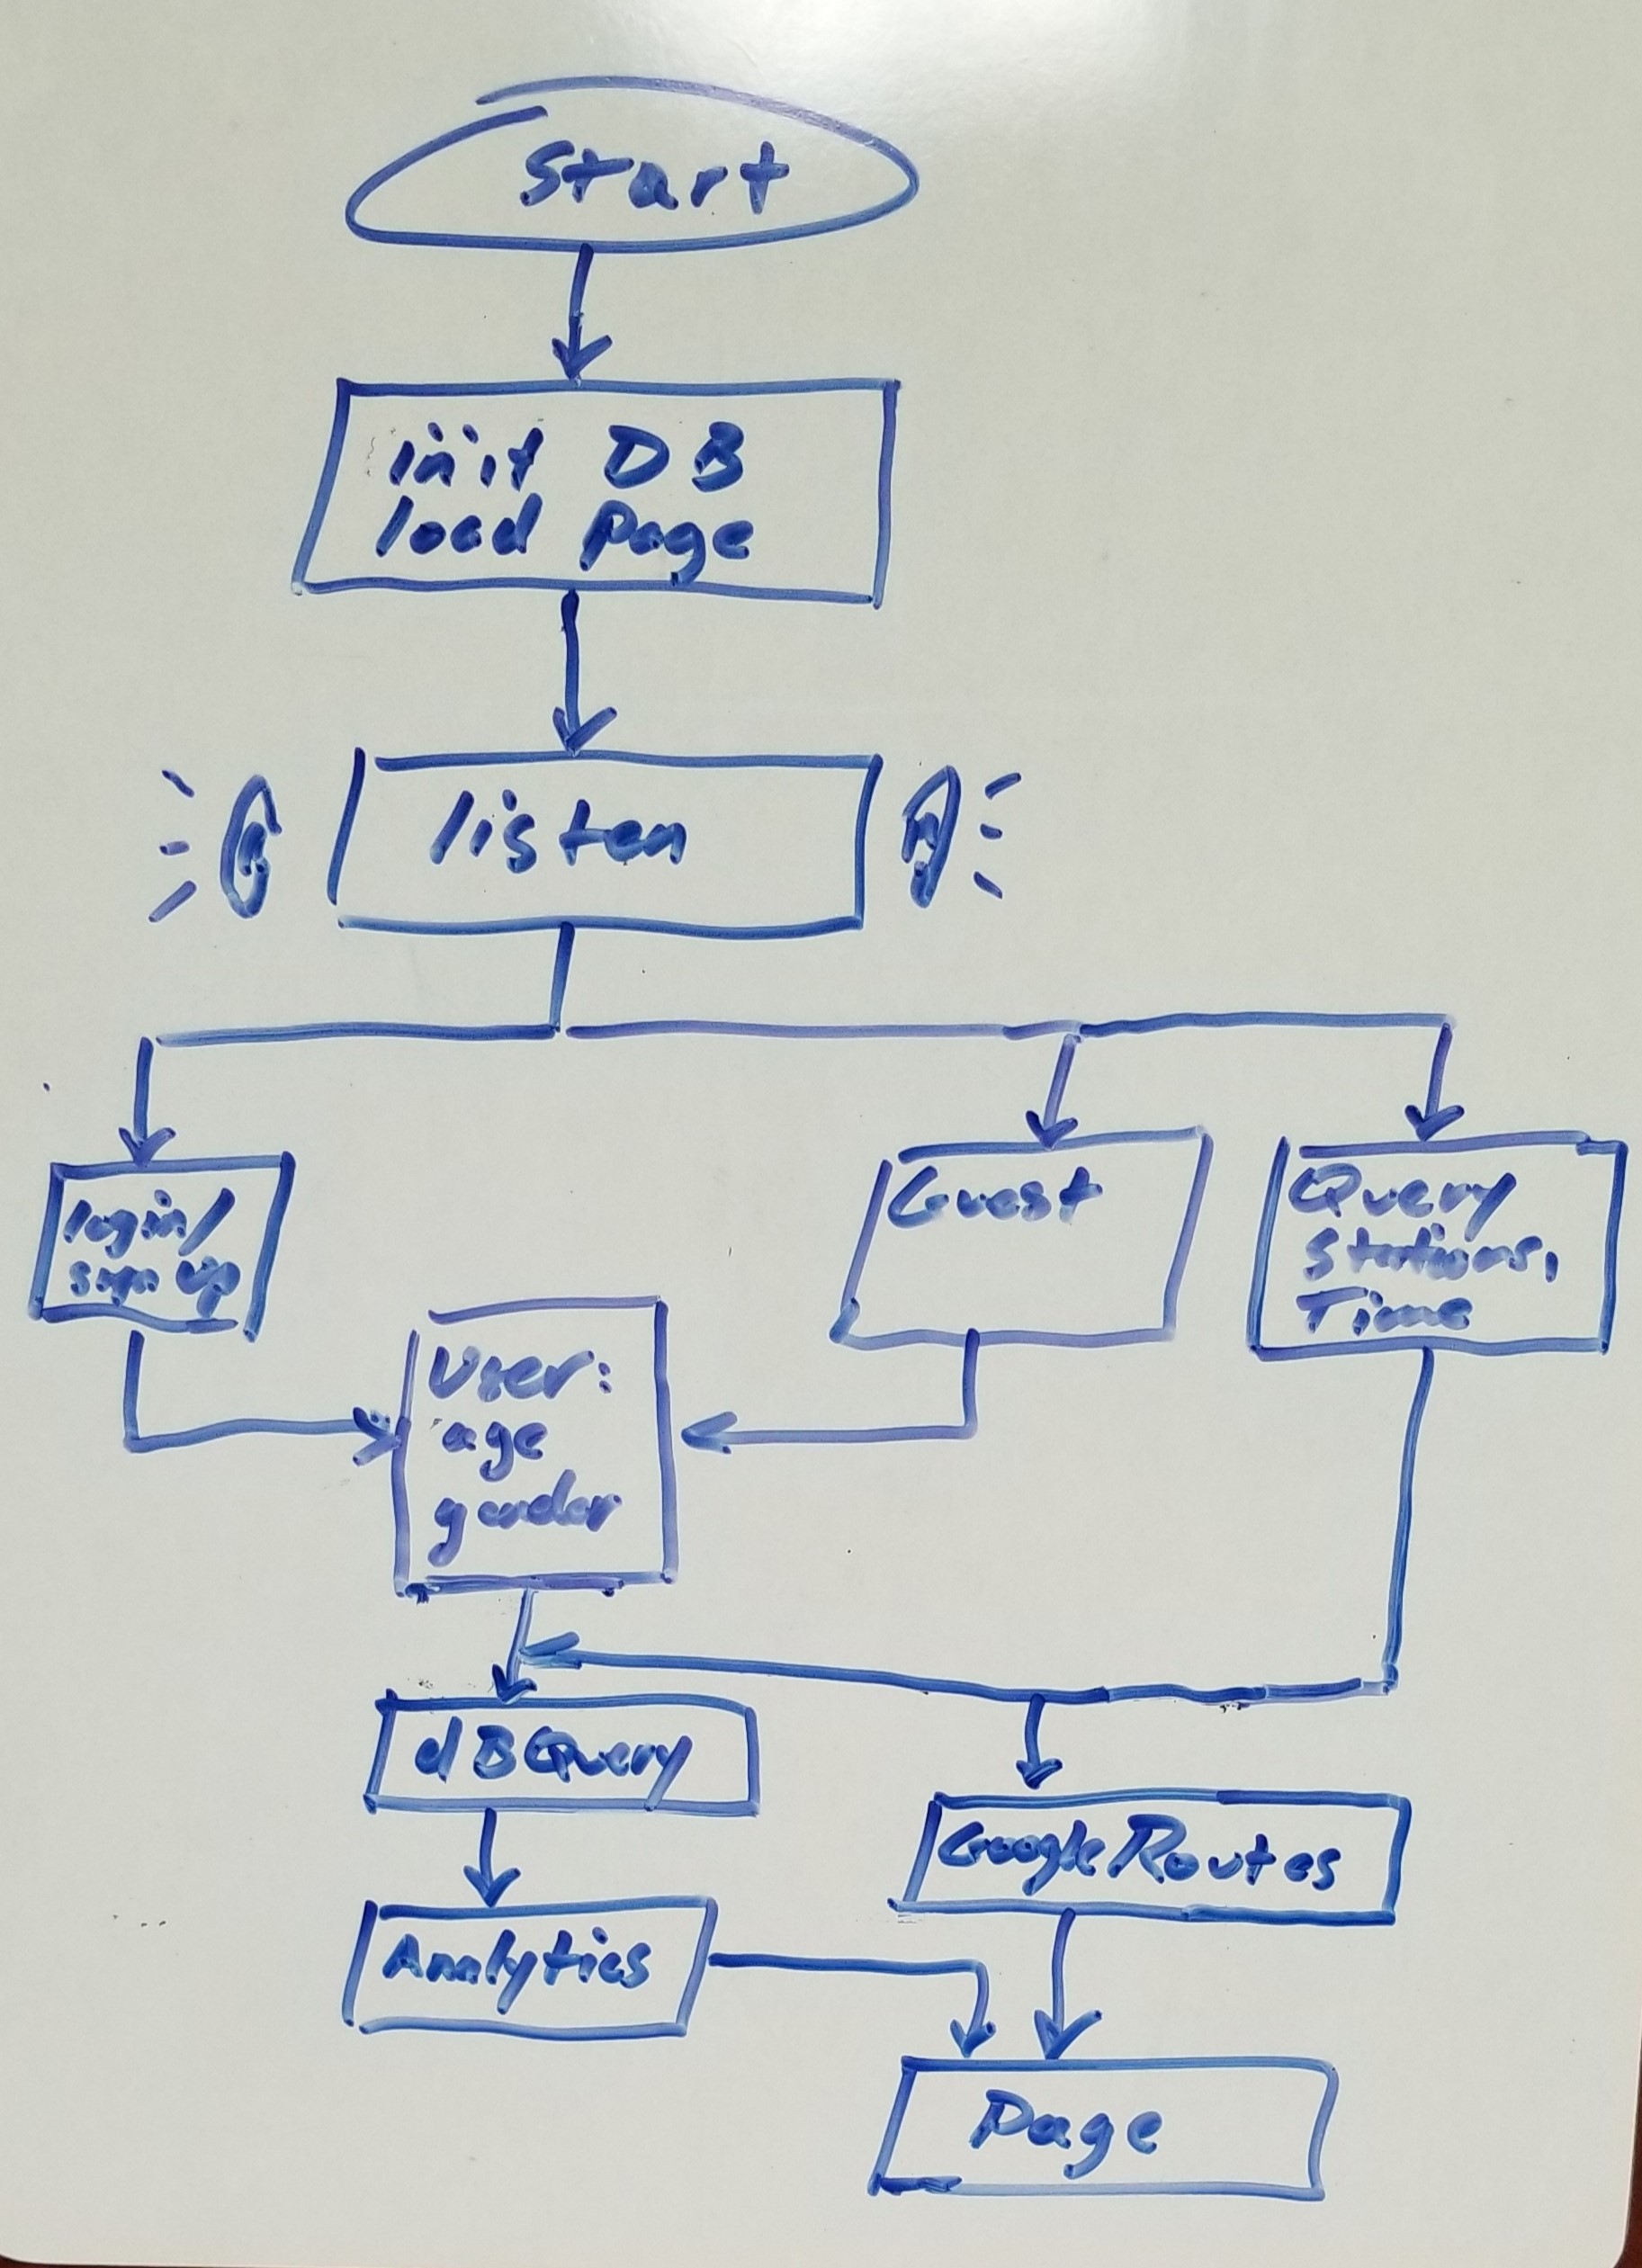 Start
init DB
load page
listen
login/
sign up
Guest
Query
Stations,
Time
User:
age
gender
dBQuery
GoogleRoutes
Analytics
Page